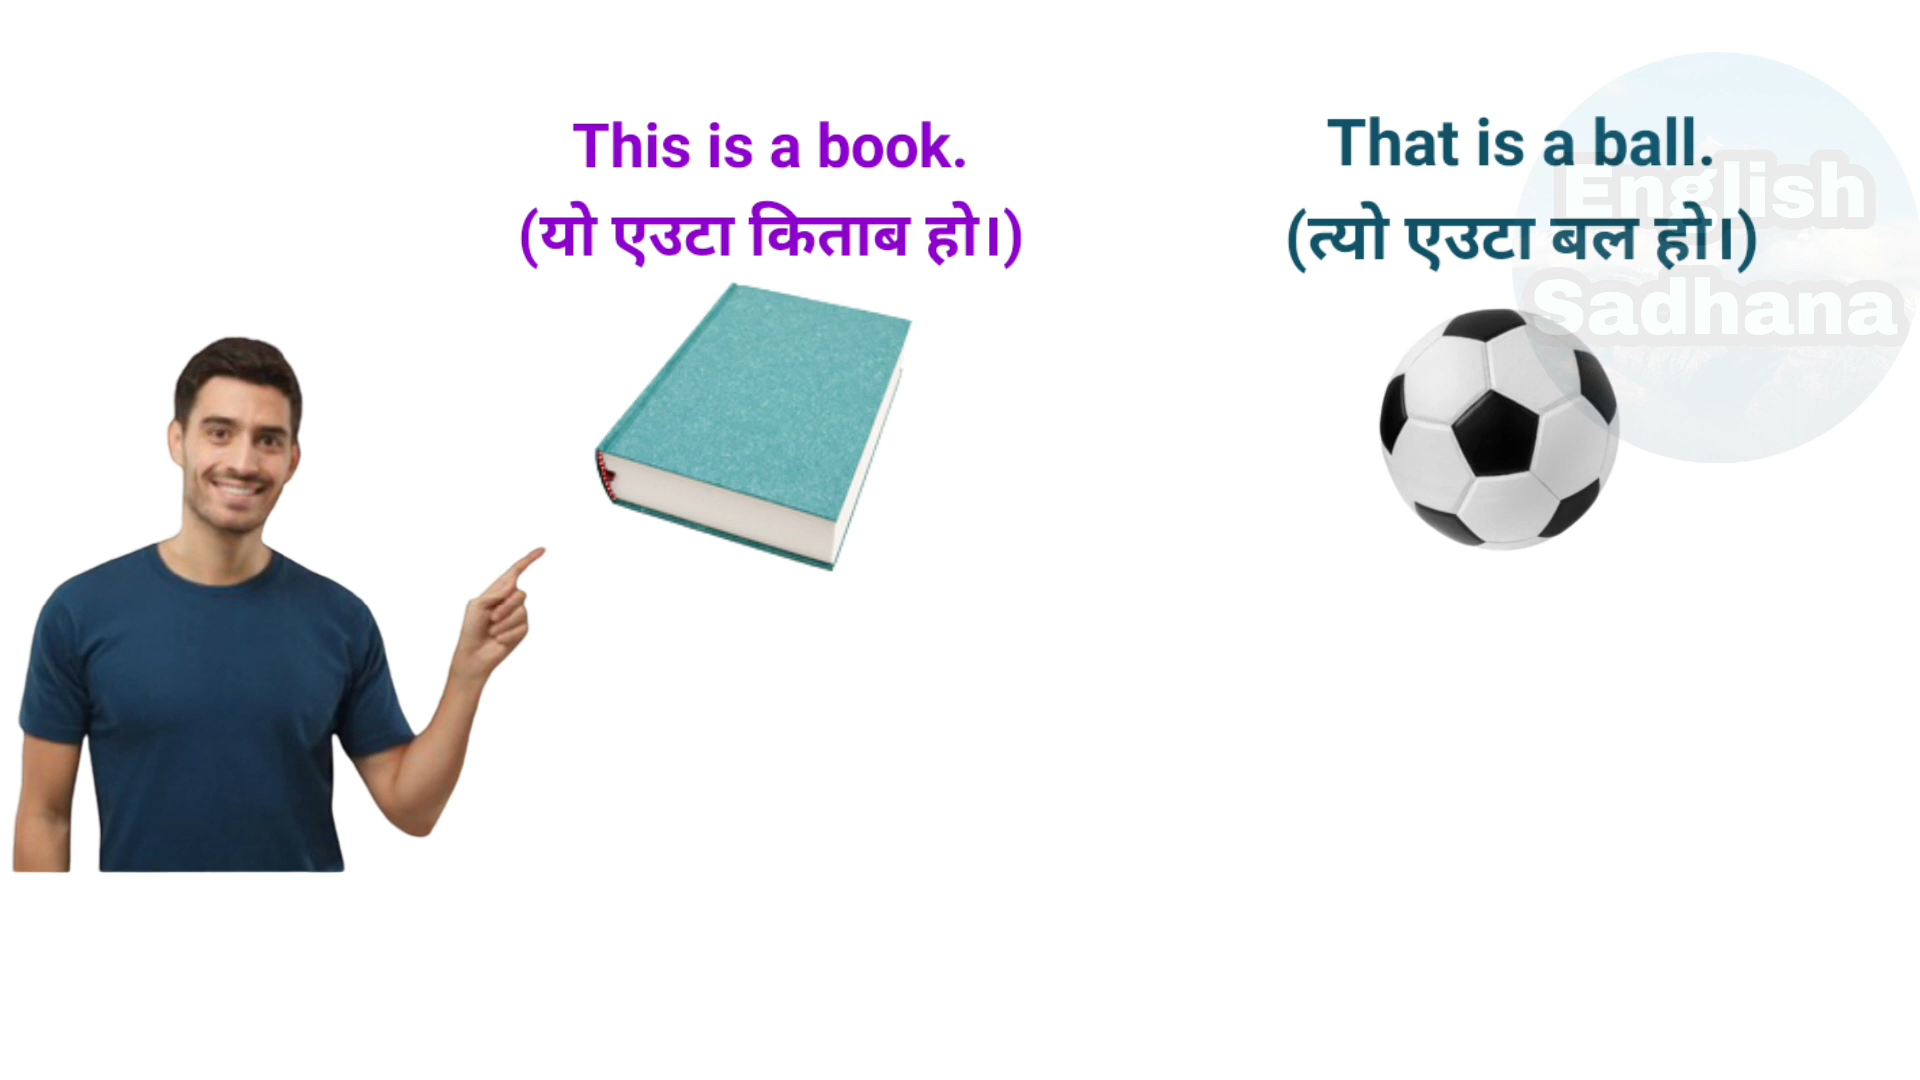 This is a book.
(यो एउटा किताब हो।)
That is a ball.
(त्यो एउटा बल हो।)
English
Sadhana